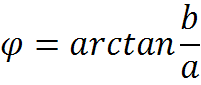 φ = arctan b/a